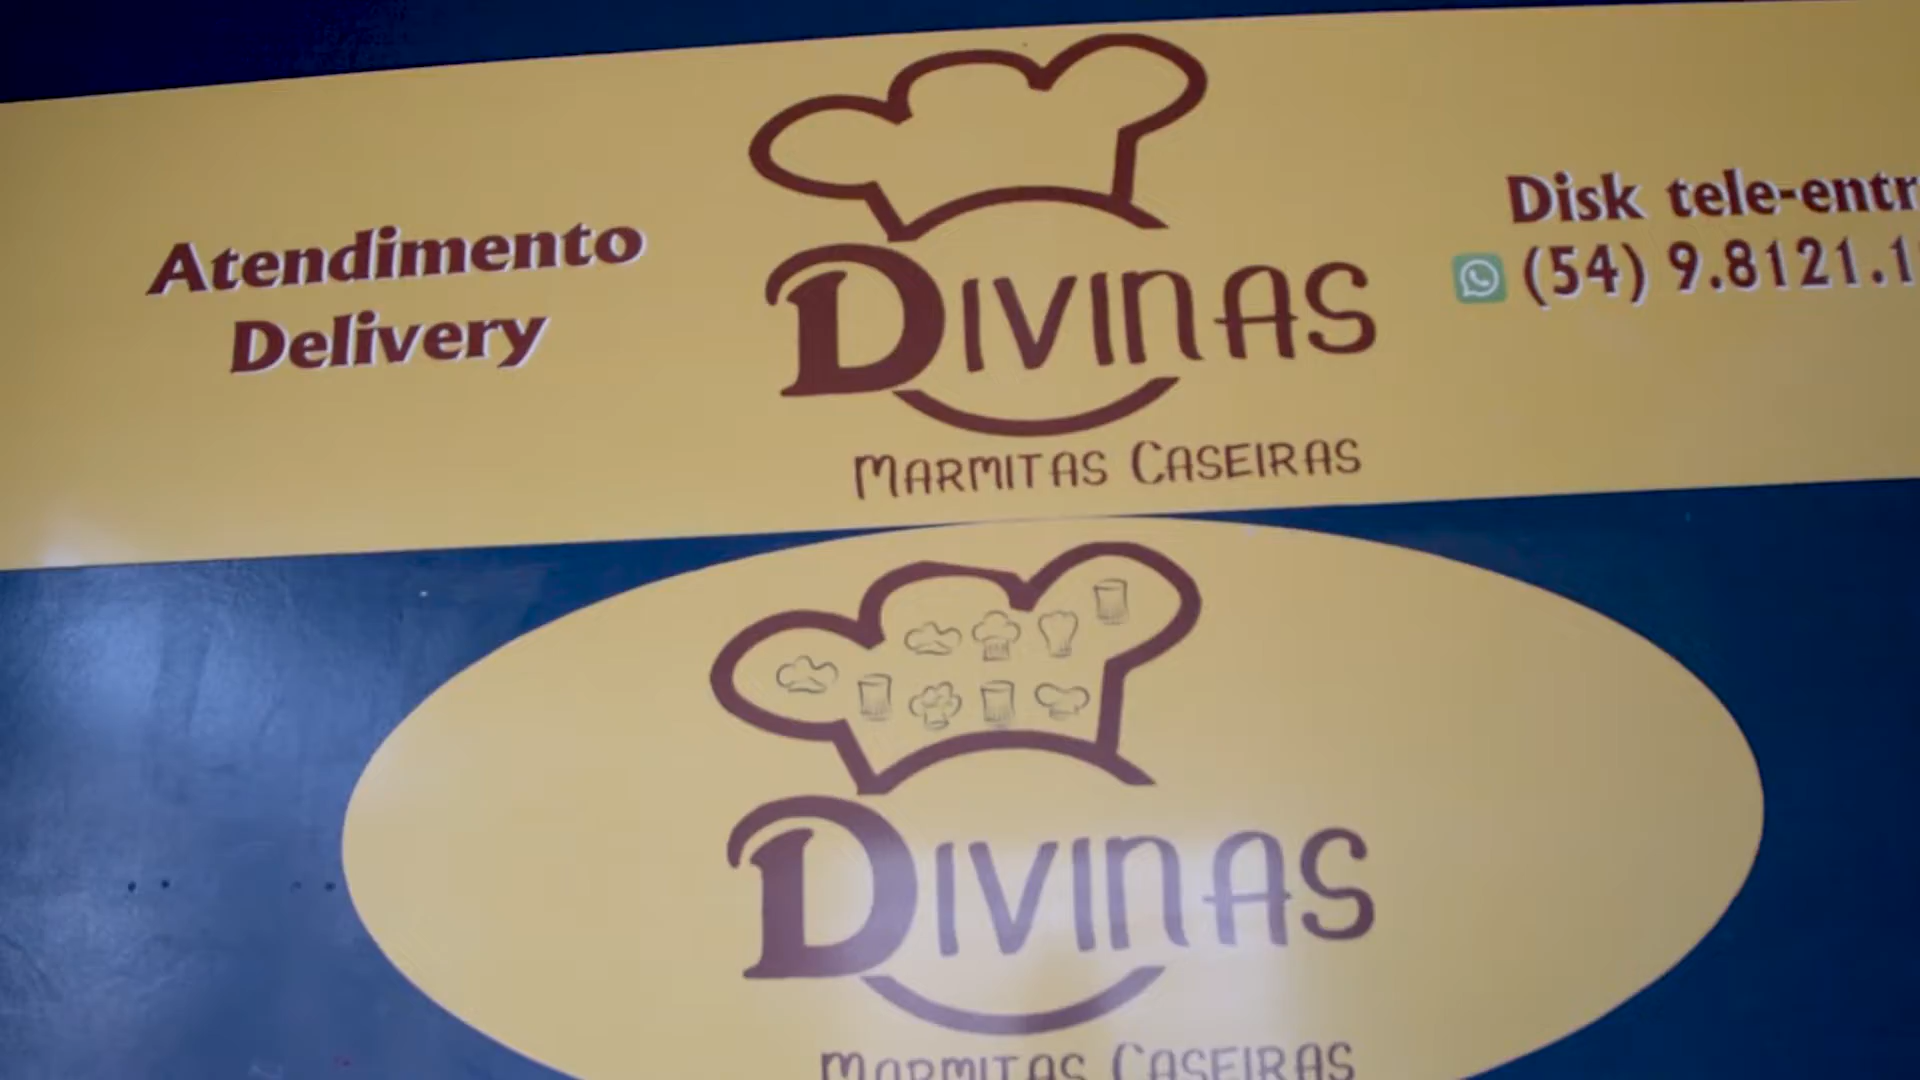 Atendimento
Delivery
DIVINAS
MARMITAS CASEIRAS
Disk tele-entr
(54) 9.8121.1
DIVINAS
MARMITAS CASEIRAS